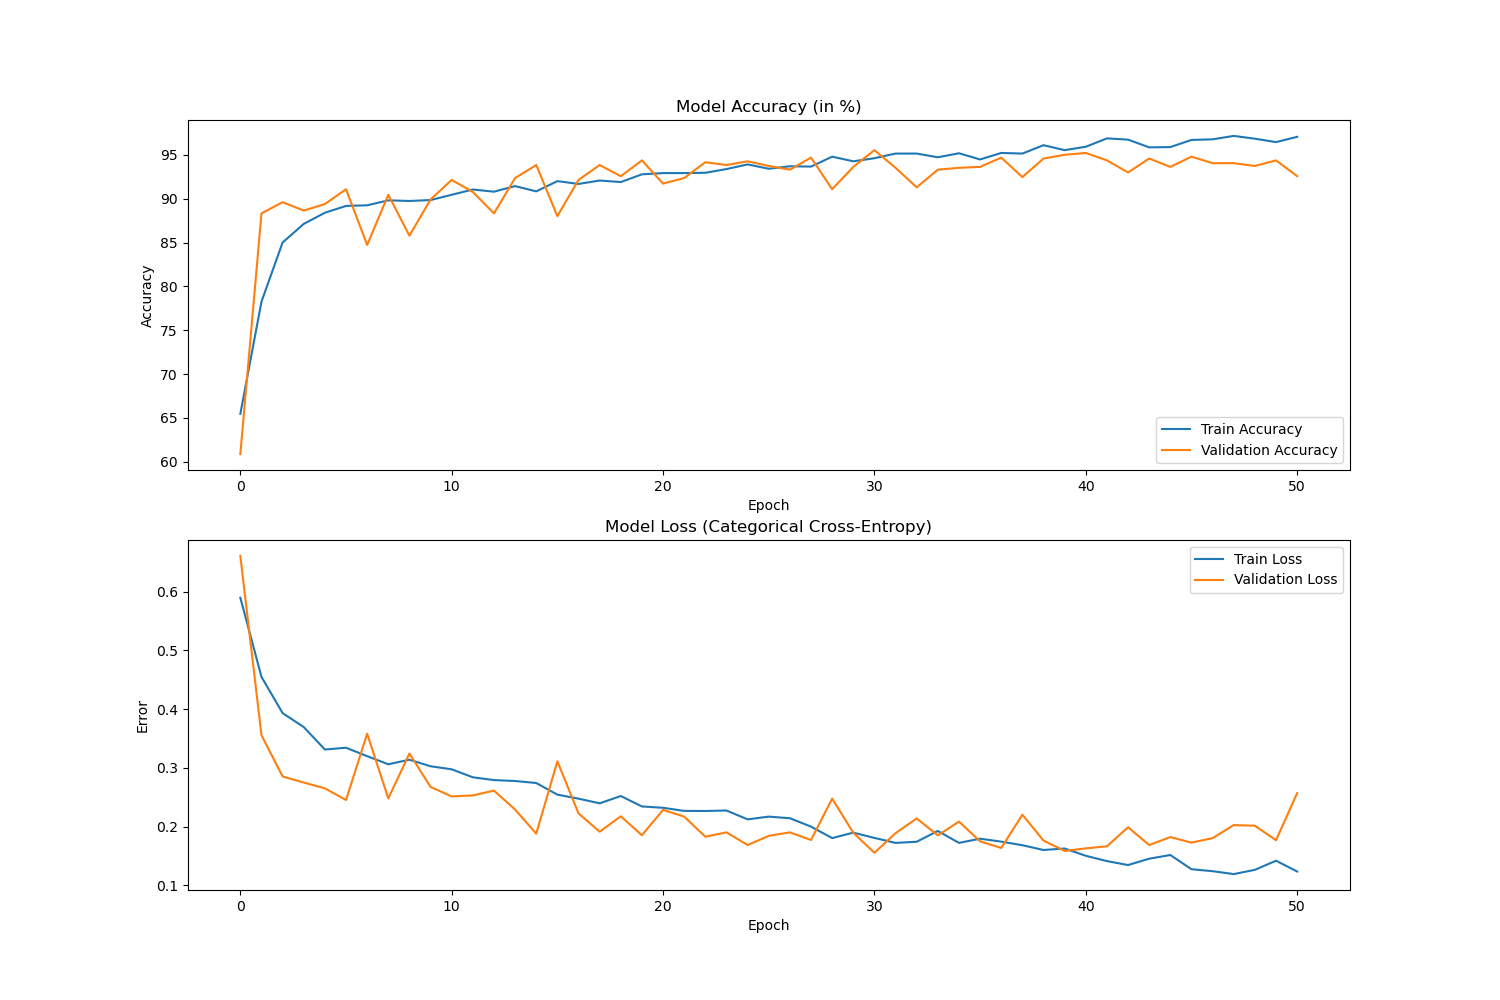 Model Accuracy (in %)
Accuracy
95
90
85
80
75
70
65
60
Train Accuracy
Validation Accuracy
0 10 20 30 40 50
Epoch
Model Loss (Categorical Cross-Entropy)
Error
0.6
0.5
0.4
0.3
0.2
0.1
Train Loss
Validation Loss
0 10 20 30 40 50
Epoch